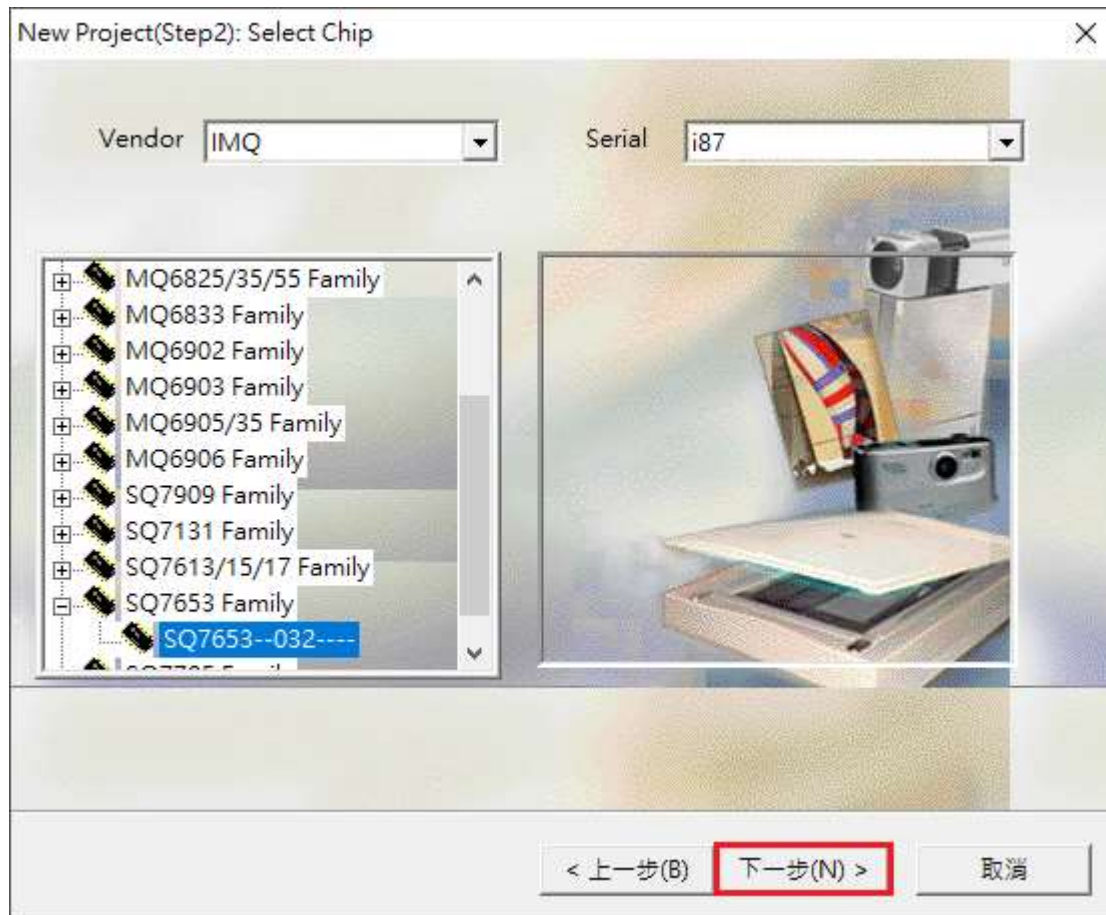 New Project(Step2): Select Chip
Vendor IMQ Serial i87
MQ6825/35/55 Family
MQ6833 Family
MQ6902 Family
MQ6903 Family
MQ6905/35 Family
MQ6906 Family
SQ7909 Family
SQ7131 Family
SQ7613/15/17 Family
SQ7653 Family
SQ7653--032----
< 上一步(B) 下一步(N) > 取消